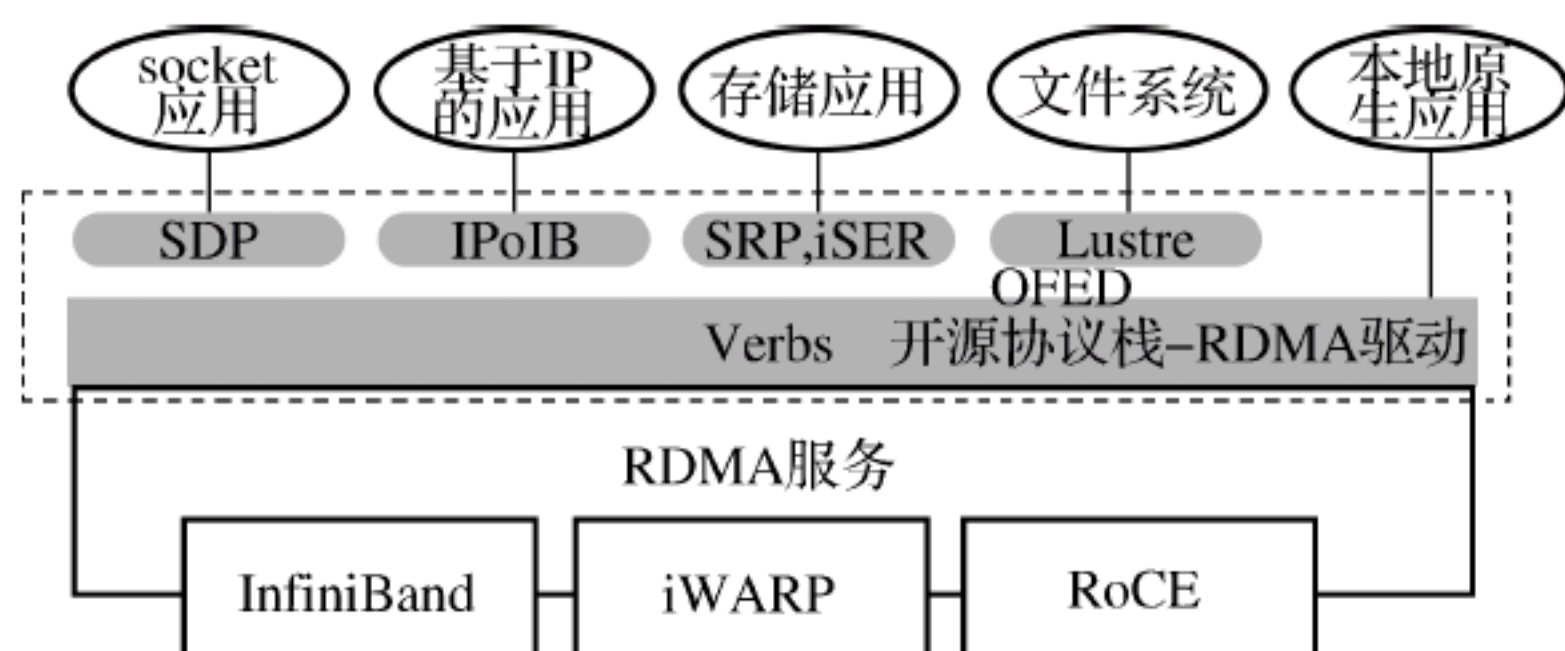 socket
应用
基于IP
的应用
存储应用
文件系统
本地原
生应用
SDP
IPoIB
SRP,iSER
Lustre
OFED
Verbs 开源协议栈–RDMA驱动
RDMA服务
InfiniBand
iWARP
RoCE